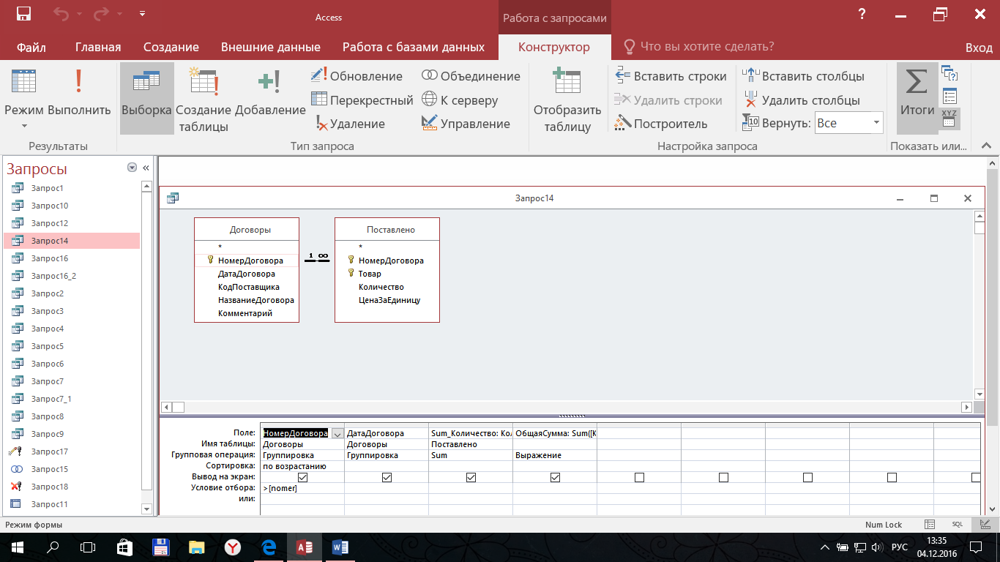 Access
Работа с запросами
?
Файл
Главная
Создание
Внешние данные
Работа с базами данных
Конструктор
Что вы хотите сделать?
Вход
Режим
Выполнить
Результаты
Выборка
Создание таблицы
Добавление
Обновление
Перекрестный
Удаление
Объединение
К серверу
Управление
Тип запроса
Отобразить таблицу
Вставить строки
Удалить строки
Построитель
Вставить столбцы
Удалить столбцы
Вернуть: Все
Настройка запроса
Итоги
XYZ
Показать или...
Запросы
Запрос1
Запрос10
Запрос12
Запрос14
Запрос16
Запрос16_2
Запрос2
Запрос3
Запрос4
Запрос5
Запрос6
Запрос7
Запрос7_1
Запрос8
Запрос9
Запрос17
Запрос15
Запрос18
Запрос11
Запрос14
Договоры
*
НомерДоговора
ДатаДоговора
КодПоставщика
НазваниеДоговора
Комментарий
1 ∞
Поставлено
*
НомерДоговора
Товар
Количество
ЦенаЗаЕдиницу
Поле: НомерДоговора ДатаДоговора Sum_Количество: Кол ОбщаяСумма: Sum([К
Имя таблицы: Договоры Договоры Поставлено
Групповая операция: Группировка Группировка Sum Выражение
Сортировка: по возрастанию
Вывод на экран:
Условие отбора: >[nomer]
или:
Режим формы
Num Lock
SQL
РУС
13:35
04.12.2016